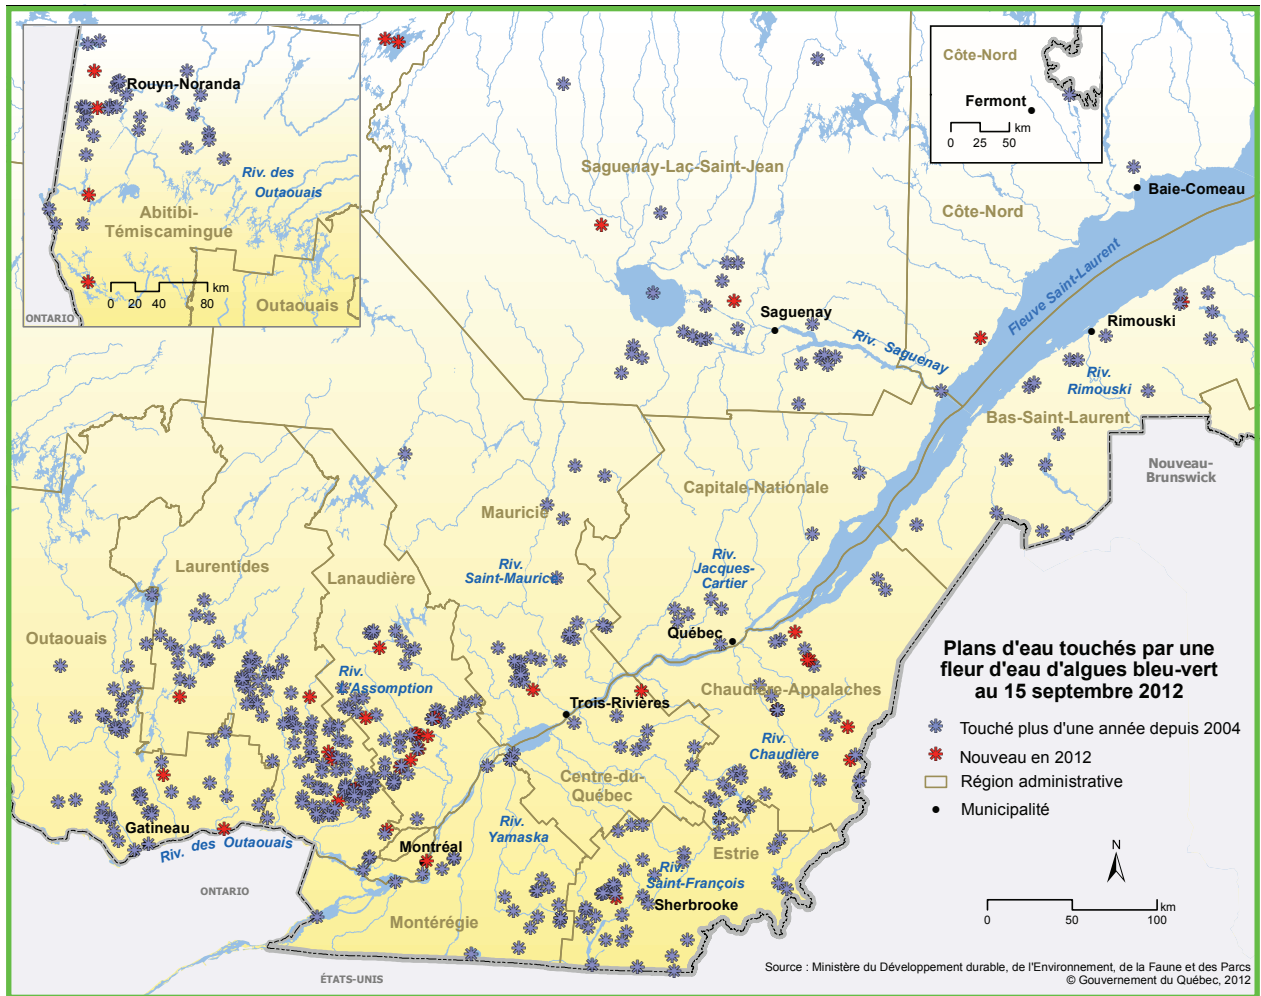 Rouyn-Noranda
Riv. des
Outaouais
Abitibi-
Témiscamingue
km
0 20 40 80
Outaouais
ONTARIO
Côte-Nord
Fermont
km
0 25 50
Saguenay-Lac-Saint-Jean
Baie-Comeau
Côte-Nord
Fleuve Saint-Laurent
Saguenay
Rimouski
Riv. Saguenay
Riv.
Rimouski
Bas-Saint-Laurent
Nouveau-
Brunswick
Capitale-Nationale
Mauricie
Riv.
Jacques-
Cartier
Riv.
Saint-Maurice
Laurentides
Lanaudière
Outaouais
Québec
Riv.
L'Assomption
Chaudière-Appalaches
Trois-Rivières
Riv.
Chaudière
Centre-du-
Québec
Gatineau
Riv. des Outaouais
Riv.
Yamaska
Montréal
Estrie
Riv.
Saint-François
Sherbrooke
ONTARIO
Montérégie
ÉTATS-UNIS
Plans d'eau touchés par une
fleur d'eau d'algues bleu-vert
au 15 septembre 2012
Touché plus d'une année depuis 2004
Nouveau en 2012
Région administrative
Municipalité
N
km
0 50 100
Source : Ministère du Développement durable, de l'Environnement, de la Faune et des Parcs
© Gouvernement du Québec, 2012